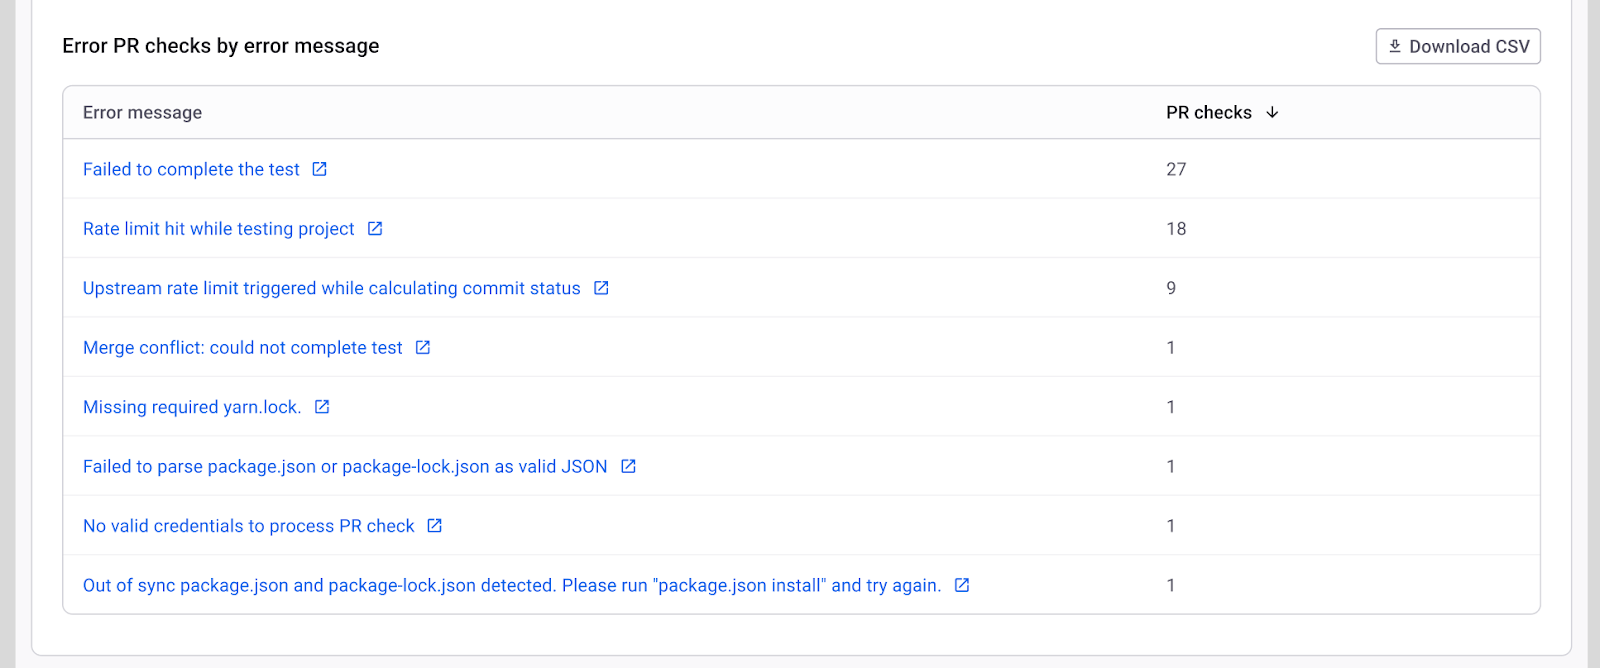 Error PR checks by error message
Download CSV
Error message
PR checks
Failed to complete the test
27
Rate limit hit while testing project
18
Upstream rate limit triggered while calculating commit status
9
Merge conflict: could not complete test
1
Missing required yarn.lock.
1
Failed to parse package.json or package-lock.json as valid JSON
1
No valid credentials to process PR check
1
Out of sync package.json and package-lock.json detected. Please run "package.json install" and try again.
1